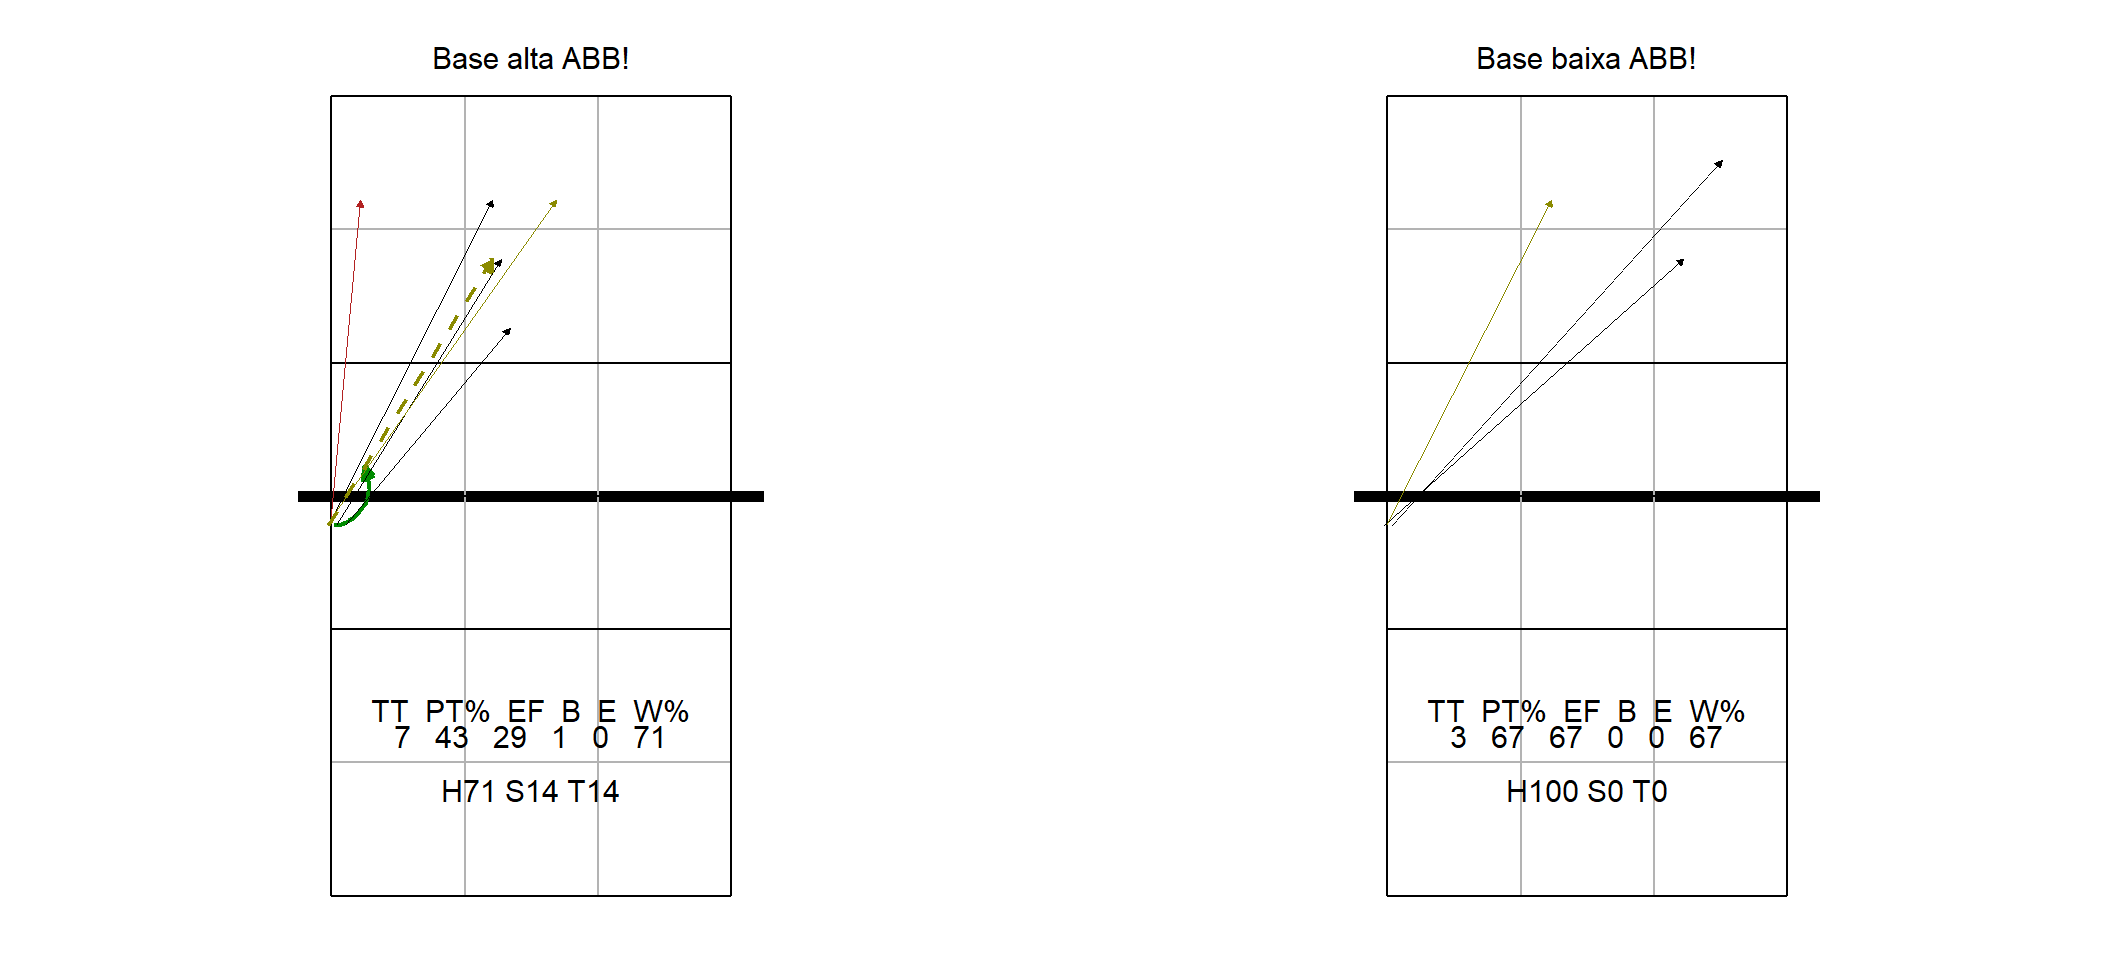 Base alta ABB!
TT PT% EF B E W%
7 43 29 1 0 71
H71 S14 T14
Base baixa ABB!
TT PT% EF B E W%
3 67 67 0 0 67
H100 S0 T0